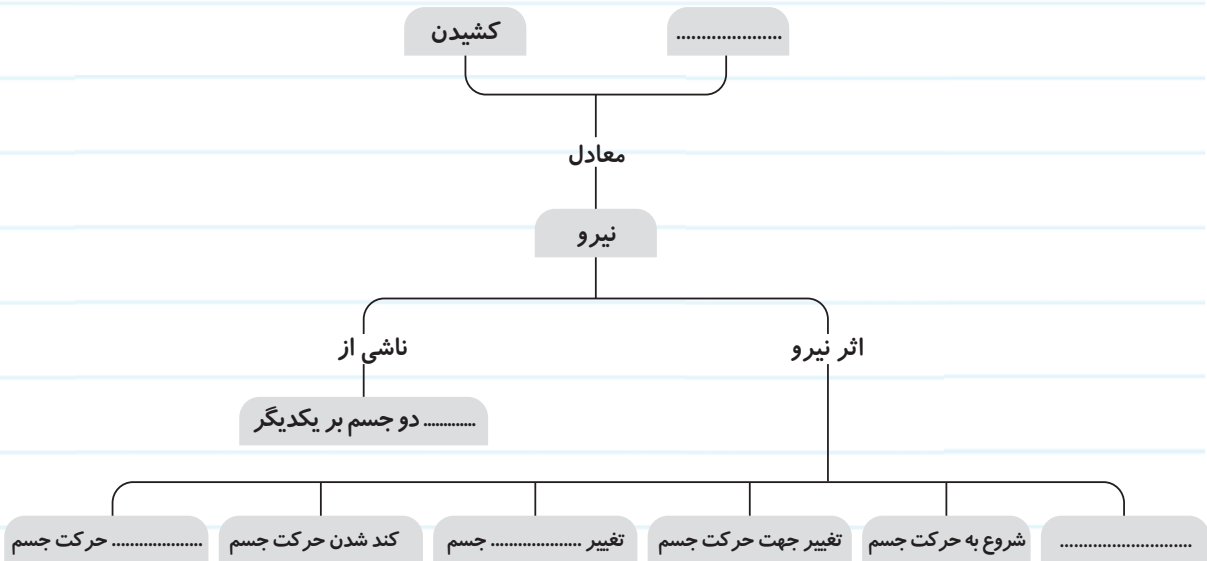 ..................... کشیدن
معادل
نیرو
اثر نیرو ناشی از
............. دو جسم بر یکدیگر
........................... شروع به حرکت جسم تغییر جهت حرکت جسم تغییر .................... جسم کند شدن حرکت جسم .................... حرکت جسم